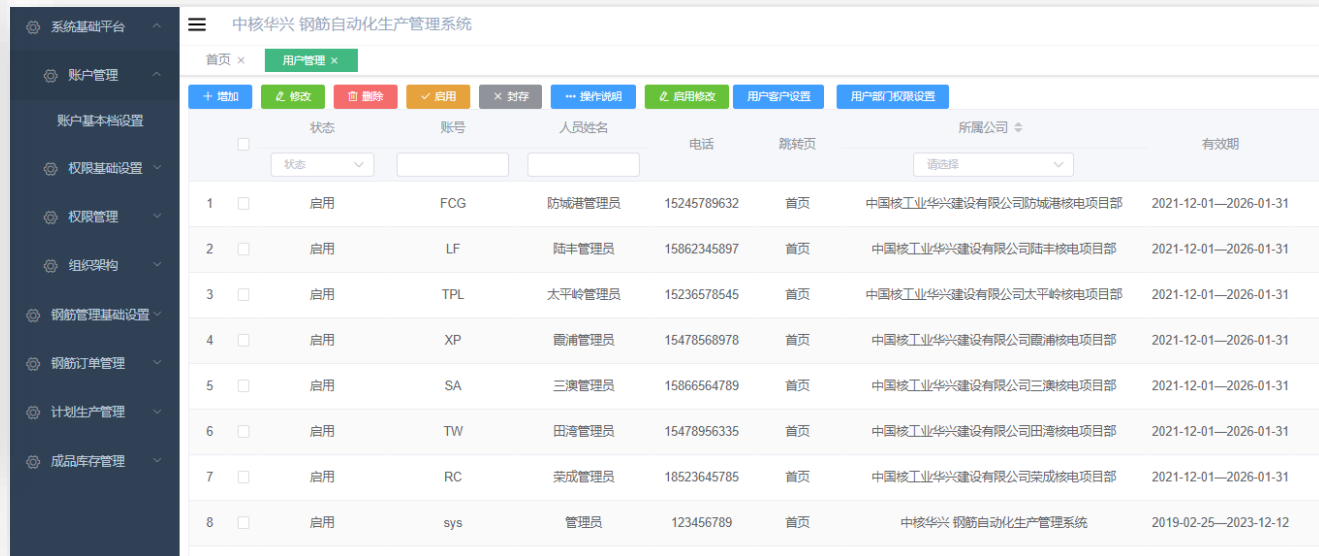 系统基础平台
账户管理
账户基本档设置
权限基础设置
权限管理
组织架构
钢筋管理基础设置
钢筋订单管理
计划生产管理
成品库存管理
中核华兴 钢筋自动化生产管理系统
首页 × 用户管理 ×
+ 增加 修改 删除 ✓ 启用 × 封存 ··· 操作说明 启用修改 用户客户设置 用户部门权限设置
状态 账号 人员姓名 电话 跳转页 所属公司 有效期
状态 请选择
1 启用 FCG 防城港管理员 15245789632 首页 中国核工业华兴建设有限公司防城港核电项目部 2021-12-01—2026-01-31
2 启用 LF 陆丰管理员 15862345897 首页 中国核工业华兴建设有限公司陆丰核电项目部 2021-12-01—2026-01-31
3 启用 TPL 太平岭管理员 15236578545 首页 中国核工业华兴建设有限公司太平岭核电项目部 2021-12-01—2026-01-31
4 启用 XP 霞浦管理员 15478568978 首页 中国核工业华兴建设有限公司霞浦核电项目部 2021-12-01—2026-01-31
5 启用 SA 三澳管理员 15866564789 首页 中国核工业华兴建设有限公司三澳核电项目部 2021-12-01—2026-01-31
6 启用 TW 田湾管理员 15478956335 首页 中国核工业华兴建设有限公司田湾核电项目部 2021-12-01—2026-01-31
7 启用 RC 荣成管理员 18523645785 首页 中国核工业华兴建设有限公司荣成核电项目部 2021-12-01—2026-01-31
8 启用 sys 管理员 123456789 首页 中核华兴 钢筋自动化生产管理系统 2019-02-25—2023-12-12